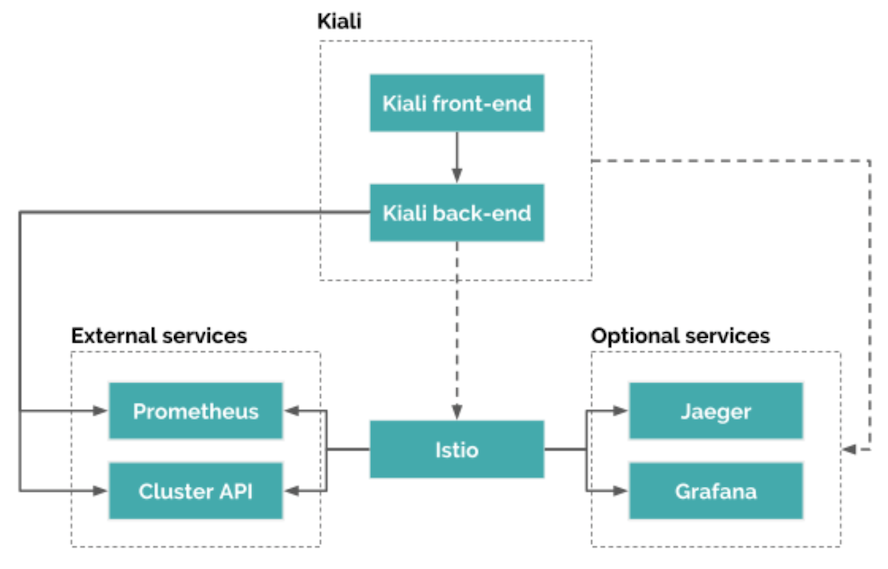 Kiali
Kiali front-end
Kiali back-end
External services
Optional services
Prometheus
Jaeger
Istio
Cluster API
Grafana